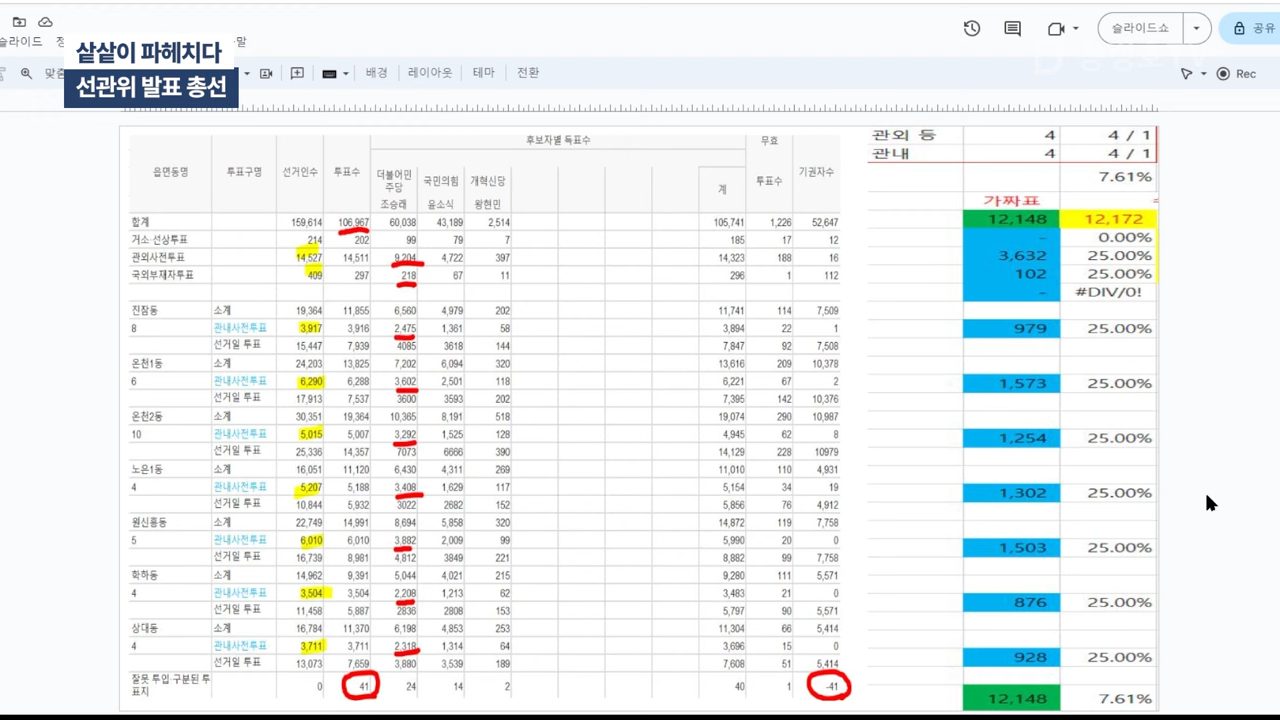 슬라이드
살살이 파헤치다
선관위 발표 총선
슬라이드쇼
공유
배경 레이아웃 테마 전환
Rec
읍면동명 투표구명 선거인수 투표수 후보자별 득표수 무효 투표수 기권자수
더불어민주당 조승래 국민의힘 윤소식 개혁신당 왕현민 계
합계 159,614 106,967 60,038 43,189 2,514 105,741 1,226 52,647
거소·선상투표 214 202 99 79 7 185 17 12
관외사전투표 14,527 14,511 9,204 4,722 397 14,323 188 16
국외부재자투표 409 297 218 67 11 296 1 112
진잠동 소계 19,364 11,855 6,560 4,979 202 11,741 114 7,509
8 관내사전투표 3,917 3,916 2,475 1,361 58 3,894 22 1
선거일 투표 15,447 7,939 4085 3618 144 7,847 92 7,508
온천1동 소계 24,203 13,825 7,202 6,094 320 13,616 209 10,378
6 관내사전투표 6,290 6,288 3,602 2,501 118 6,221 67 2
선거일 투표 17,913 7,537 3600 3593 202 7,395 142 10,376
온천2동 소계 30,351 19,364 10,365 8,191 518 19,074 290 10,987
10 관내사전투표 5,015 5,007 3,292 1,525 128 4,945 62 8
선거일 투표 25,336 14,357 7073 6666 390 14,129 228 10979
노은1동 소계 16,051 11,120 6,430 4,311 269 11,010 110 4,931
4 관내사전투표 5,207 5,188 3,408 1,629 117 5,154 34 19
선거일 투표 10,844 5,932 3022 2682 152 5,856 76 4,912
원신흥동 소계 22,749 14,991 8,694 5,858 320 14,872 119 7,758
5 관내사전투표 6,010 6,010 3,882 2,009 99 5,990 20 0
선거일 투표 16,739 8,981 4,812 3849 221 8,882 99 7,758
학하동 소계 14,962 9,391 5,044 4,021 215 9,280 111 5,571
4 관내사전투표 3,504 3,504 2,208 1,213 62 3,483 21 0
선거일 투표 11,458 5,887 2836 2808 153 5,797 90 5,571
상대동 소계 16,784 11,370 6,198 4,853 253 11,304 66 5,414
4 관내사전투표 3,711 3,711 2,318 1,314 64 3,696 15 0
선거일 투표 13,073 7,659 3,880 3,539 189 7,608 51 5,414
잘못 투입·구분된 투표지 0 41 24 14 2 40 1 -41
관외 등 4 4 / 1
관내 4 4 / 1
7.61%
가짜표
12,148 12,172
- 0.00%
3,632 25.00%
102 25.00%
- #DIV/0!
979 25.00%
1,573 25.00%
1,254 25.00%
1,302 25.00%
1,503 25.00%
876 25.00%
928 25.00%
12,148 7.61%